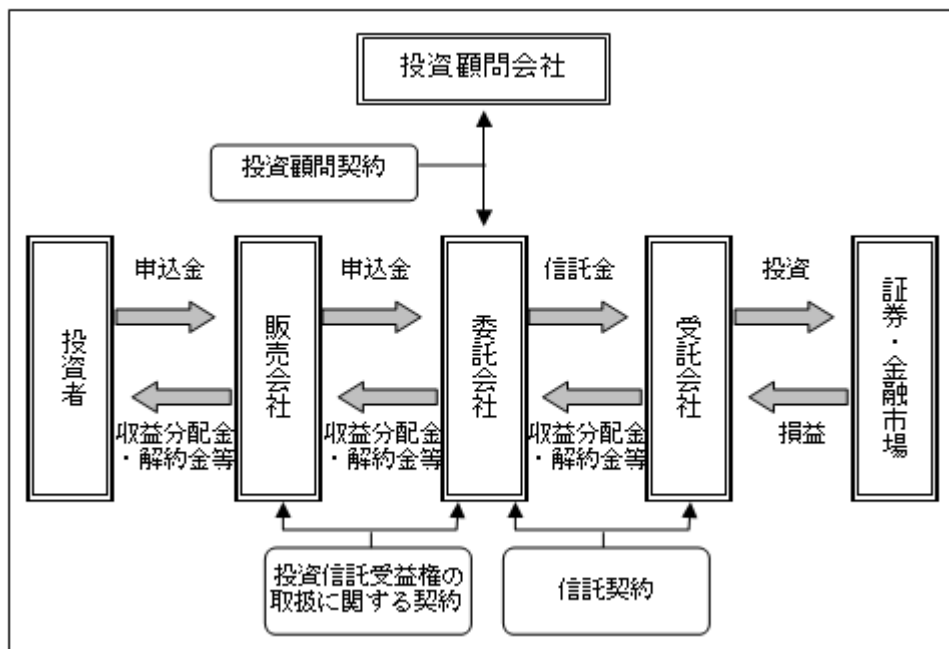 投資顧問会社
投資顧問契約
申込金
申込金
信託金
投資
投資者
販売会社
委託会社
受託会社
証券・金融市場
収益分配金
・解約金等
収益分配金
・解約金等
収益分配金
・解約金等
損益
投資信託受益権の
取扱に関する契約
信託契約